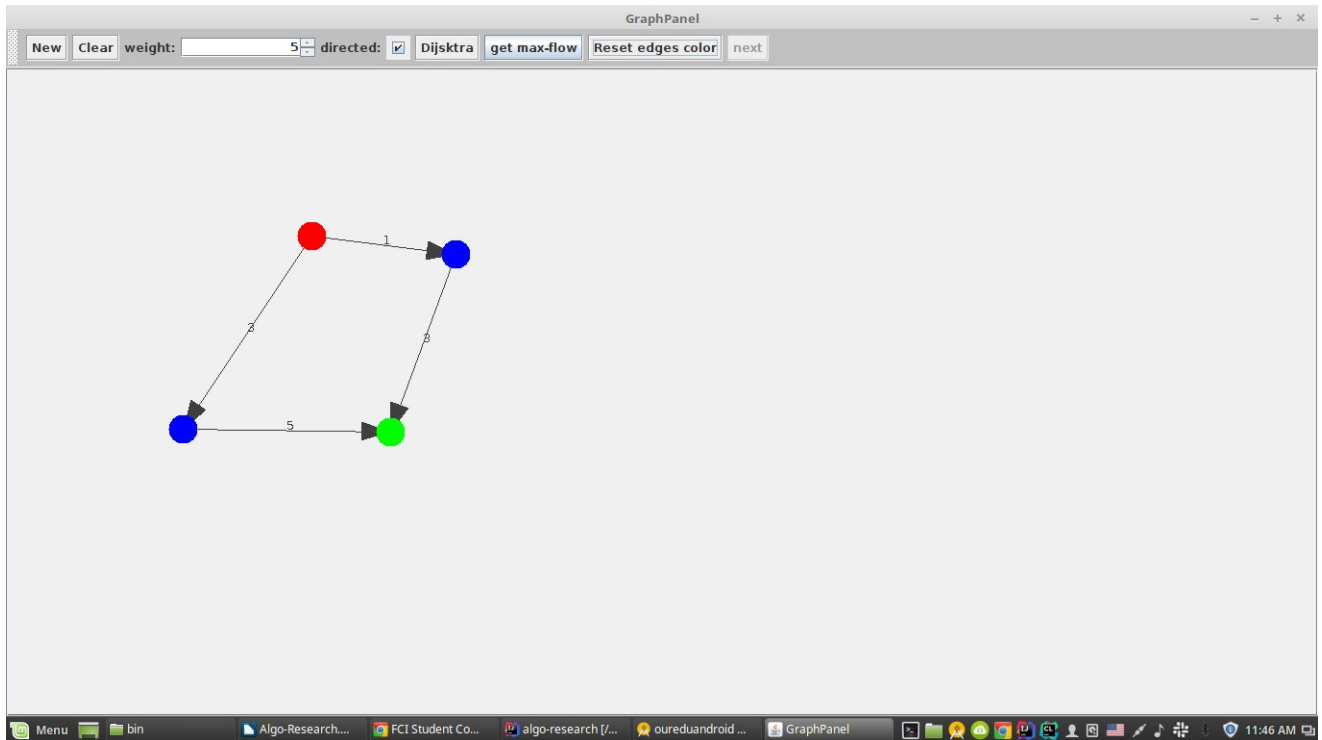 GraphPanel
New Clear weight: 5 directed: Dijsktra get max-flow Reset edges color next
1
3
3
5
Menu bin Algo-Research.... FCI Student Co... algo-research [/... oureduandroid ... GraphPanel 11:46 AM